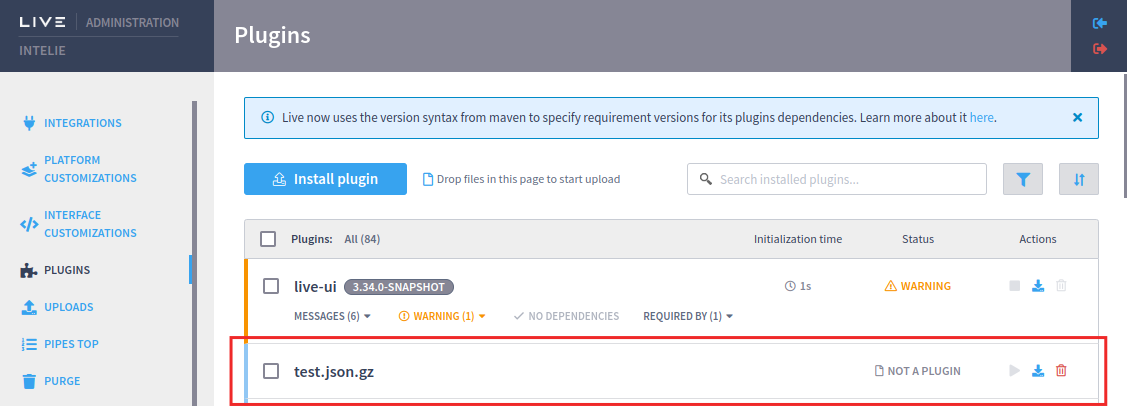 LIVE ADMINISTRATION
INTELIE
Plugins
INTEGRATIONS
PLATFORM
CUSTOMIZATIONS
INTERFACE
CUSTOMIZATIONS
PLUGINS
UPLOADS
PIPES TOP
PURGE
Live now uses the version syntax from maven to specify requirement versions for its plugins dependencies. Learn more about it here.
Install plugin Drop files in this page to start upload Search installed plugins...
Plugins: All (84) Initialization time Status Actions
live-ui 3.34.0-SNAPSHOT 1s WARNING
MESSAGES (6) WARNING (1) NO DEPENDENCIES REQUIRED BY (1)
test.json.gz NOT A PLUGIN